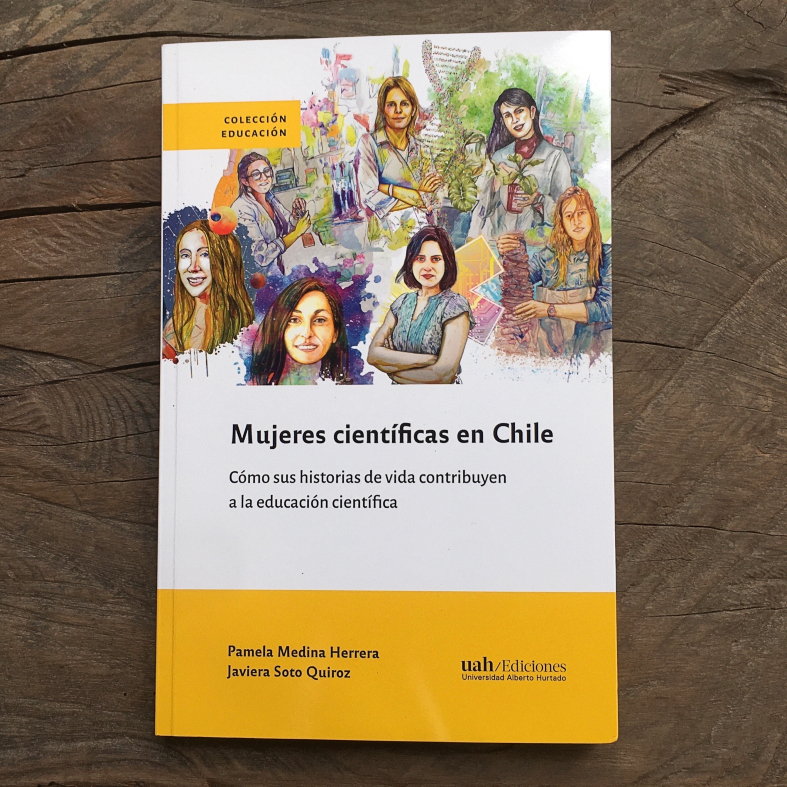 COLECCIÓN
EDUCACIÓN
Mujeres científicas en Chile
Cómo sus historias de vida contribuyen
a la educación científica
Pamela Medina Herrera
Javiera Soto Quiroz
uah/Ediciones
Universidad Alberto Hurtado